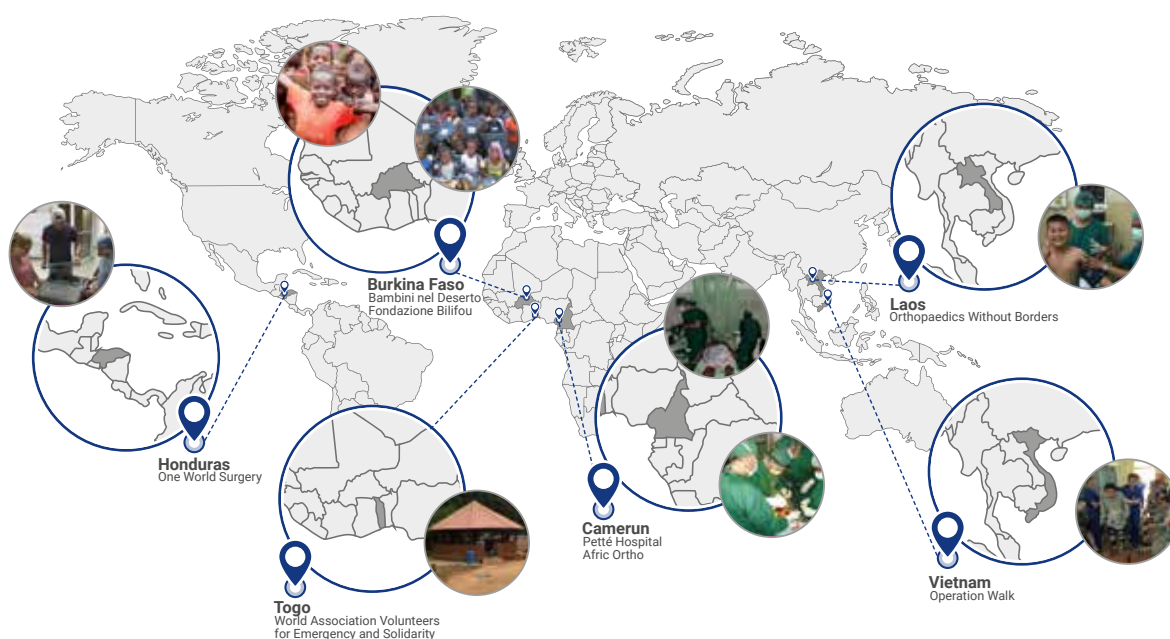 Burkina Faso
Bambini nel Deserto
Fondazione Bilifou
Laos
Orthopaedics Without Borders
Honduras
One World Surgery
Camerun
Petté Hospital
Afric Ortho
Vietnam
Operation Walk
Togo
World Association Volunteers
for Emergency and Solidarity